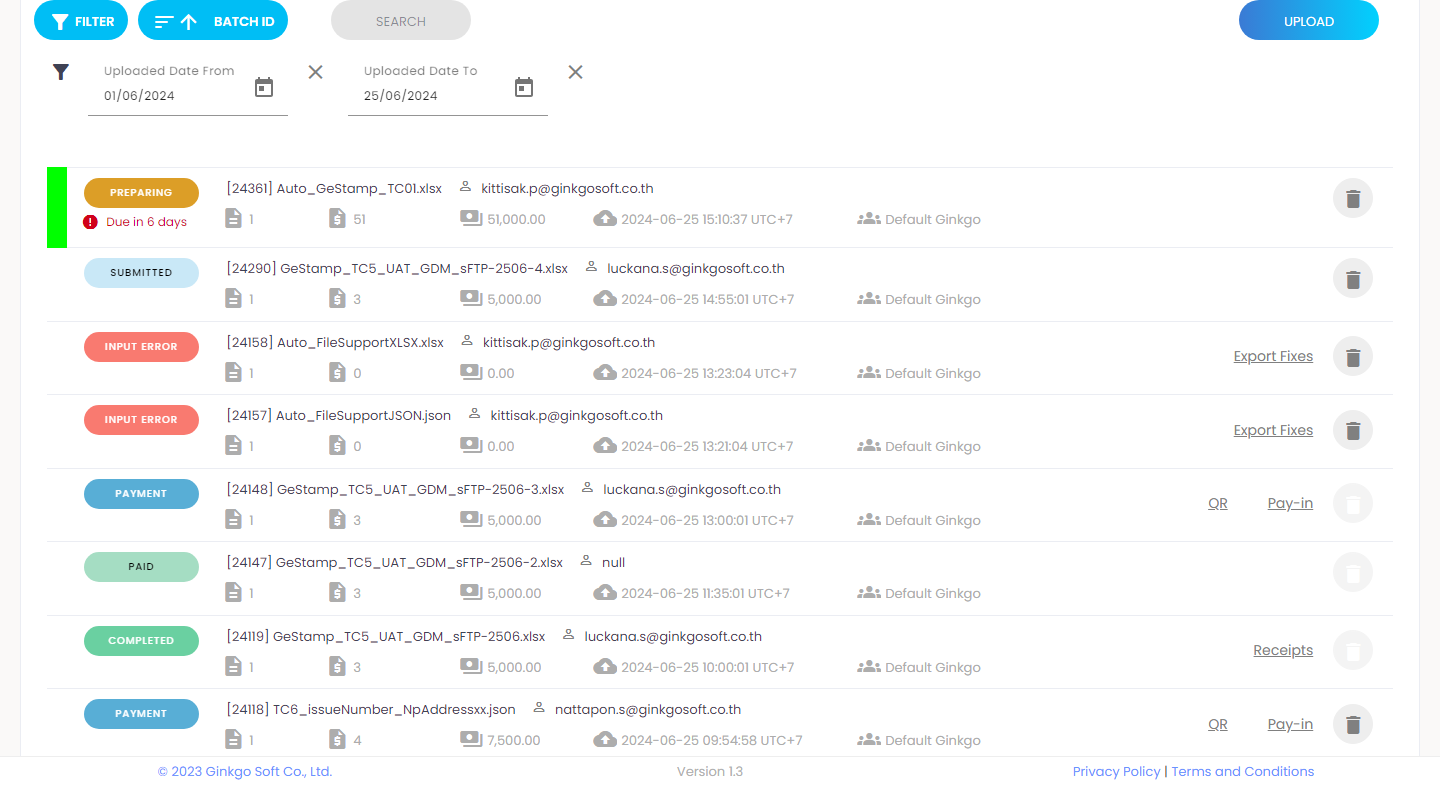 FILTER BATCH ID SEARCH UPLOAD
Uploaded Date From Uploaded Date To
01/06/2024 25/06/2024
PREPARING [24361] Auto_GeStamp_TC01.xlsx kittisak.p@ginkgosoft.co.th
Due in 6 days 1 51 51,000.00 2024-06-25 15:10:37 UTC+7 Default Ginkgo
SUBMITTED [24290] GeStamp_TC5_UAT_GDM_sFTP-2506-4.xlsx luckana.s@ginkgosoft.co.th
1 3 5,000.00 2024-06-25 14:55:01 UTC+7 Default Ginkgo
INPUT ERROR [24158] Auto_FileSupportXLSX.xlsx kittisak.p@ginkgosoft.co.th Export Fixes
1 0 0.00 2024-06-25 13:23:04 UTC+7 Default Ginkgo
INPUT ERROR [24157] Auto_FileSupportJSON.json kittisak.p@ginkgosoft.co.th Export Fixes
1 0 0.00 2024-06-25 13:21:04 UTC+7 Default Ginkgo
PAYMENT [24148] GeStamp_TC5_UAT_GDM_sFTP-2506-3.xlsx luckana.s@ginkgosoft.co.th QR Pay-in
1 3 5,000.00 2024-06-25 13:00:01 UTC+7 Default Ginkgo
PAID [24147] GeStamp_TC5_UAT_GDM_sFTP-2506-2.xlsx null
1 3 5,000.00 2024-06-25 11:35:01 UTC+7 Default Ginkgo
COMPLETED [24119] GeStamp_TC5_UAT_GDM_sFTP-2506.xlsx luckana.s@ginkgosoft.co.th Receipts
1 3 5,000.00 2024-06-25 10:00:01 UTC+7 Default Ginkgo
PAYMENT [24118] TC6_issueNumber_NpAddressxx.json nattapon.s@ginkgosoft.co.th QR Pay-in
1 4 7,500.00 2024-06-25 09:54:58 UTC+7 Default Ginkgo
© 2023 Ginkgo Soft Co., Ltd. Version 1.3 Privacy Policy | Terms and Conditions